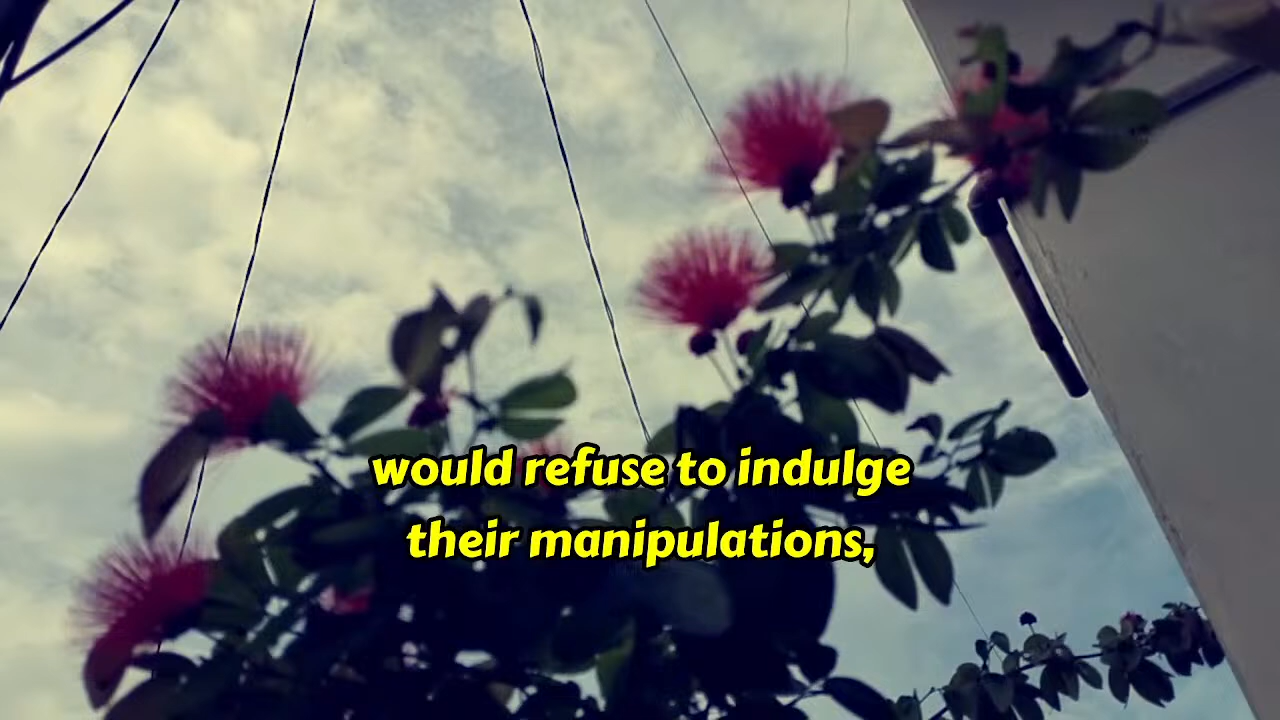 would refuse to indulge
their manipulations,